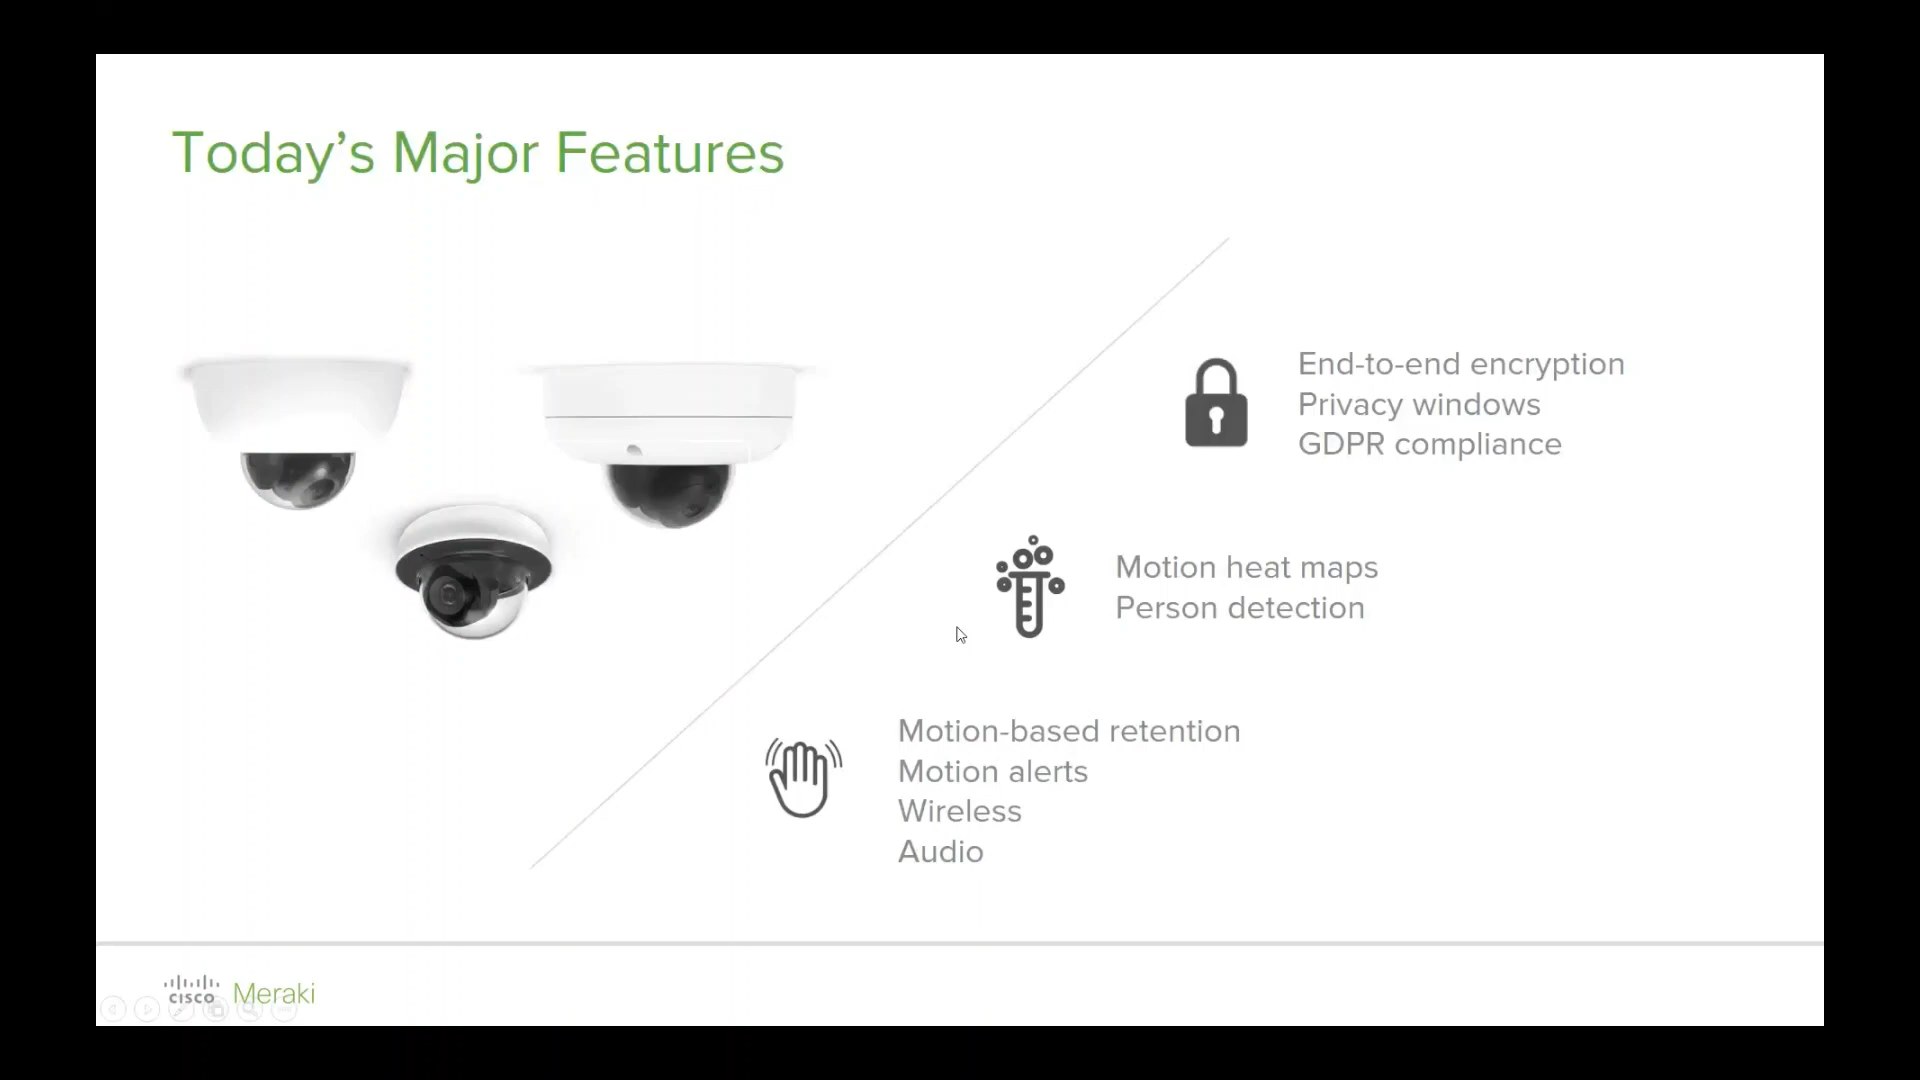 Today’s Major Features
End-to-end encryption
Privacy windows
GDPR compliance
Motion heat maps
Person detection
Motion-based retention
Motion alerts
Wireless
Audio
CISCO Meraki